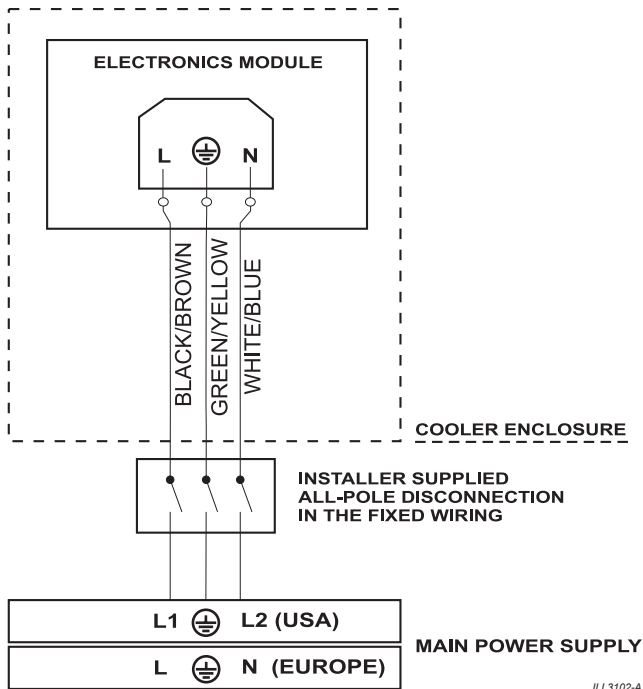 ELECTRONICS MODULE
L N
BLACK/BROWN
GREEN/YELLOW
WHITE/BLUE
COOLER ENCLOSURE
INSTALLER SUPPLIED
ALL-POLE DISCONNECTION
IN THE FIXED WIRING
L1 L2 (USA)
MAIN POWER SUPPLY
L N (EUROPE)
ILL3102-A